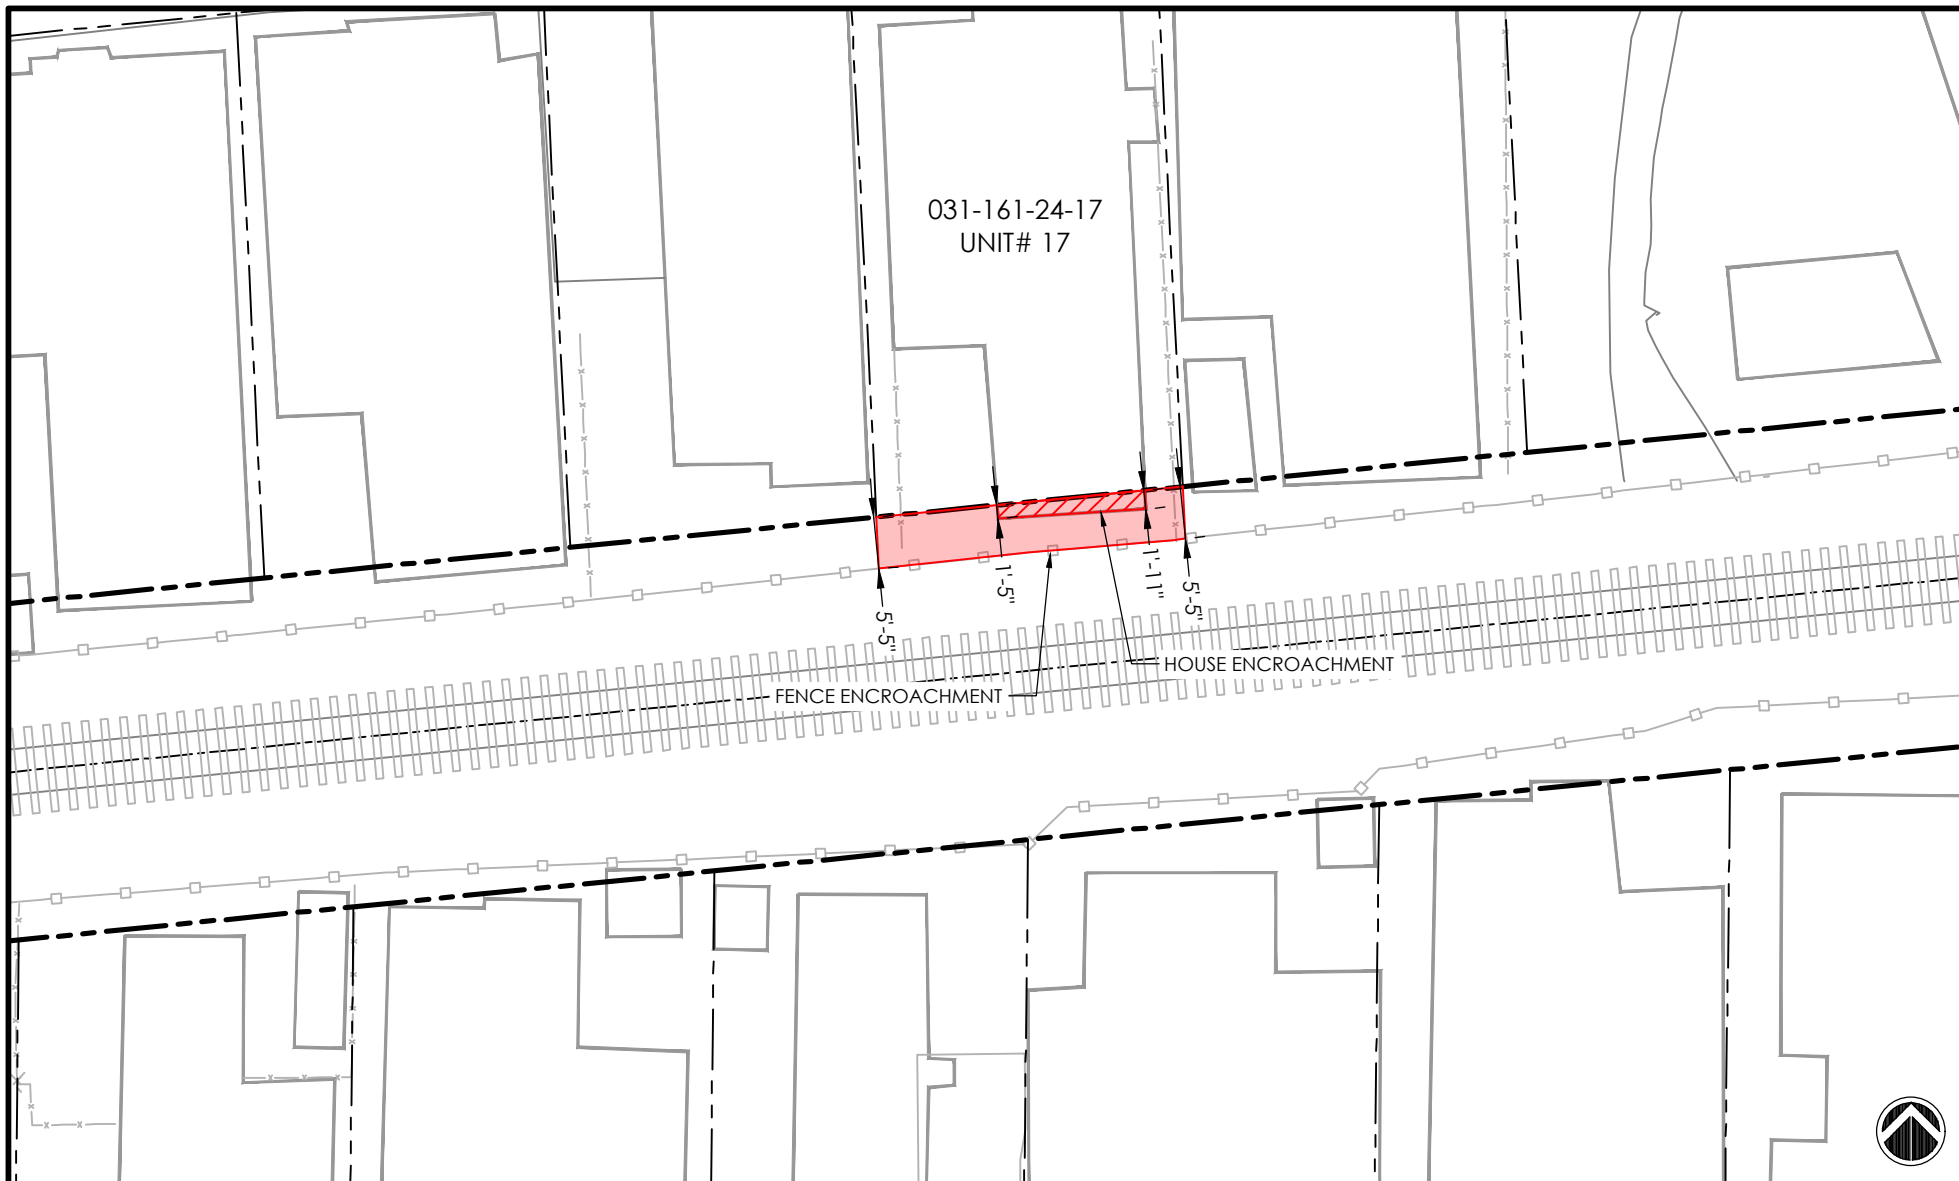 031-161-24-17
UNIT# 17
5'-5"
1'-5"
1'-11"
5'-5"
HOUSE ENCROACHMENT
FENCE ENCROACHMENT